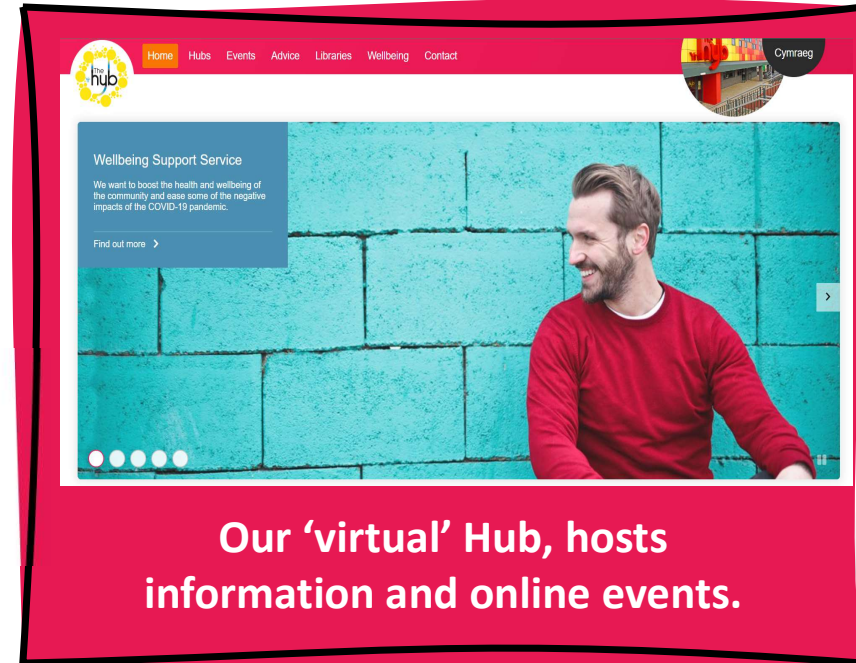 The
hyb
Home Hubs Events Advice Libraries Wellbeing Contact
Cymraeg
Wellbeing Support Service
We want to boost the health and wellbeing of
the community and ease some of the negative
impacts of the COVID-19 pandemic.
Find out more
Our ‘virtual’ Hub, hosts
information and online events.